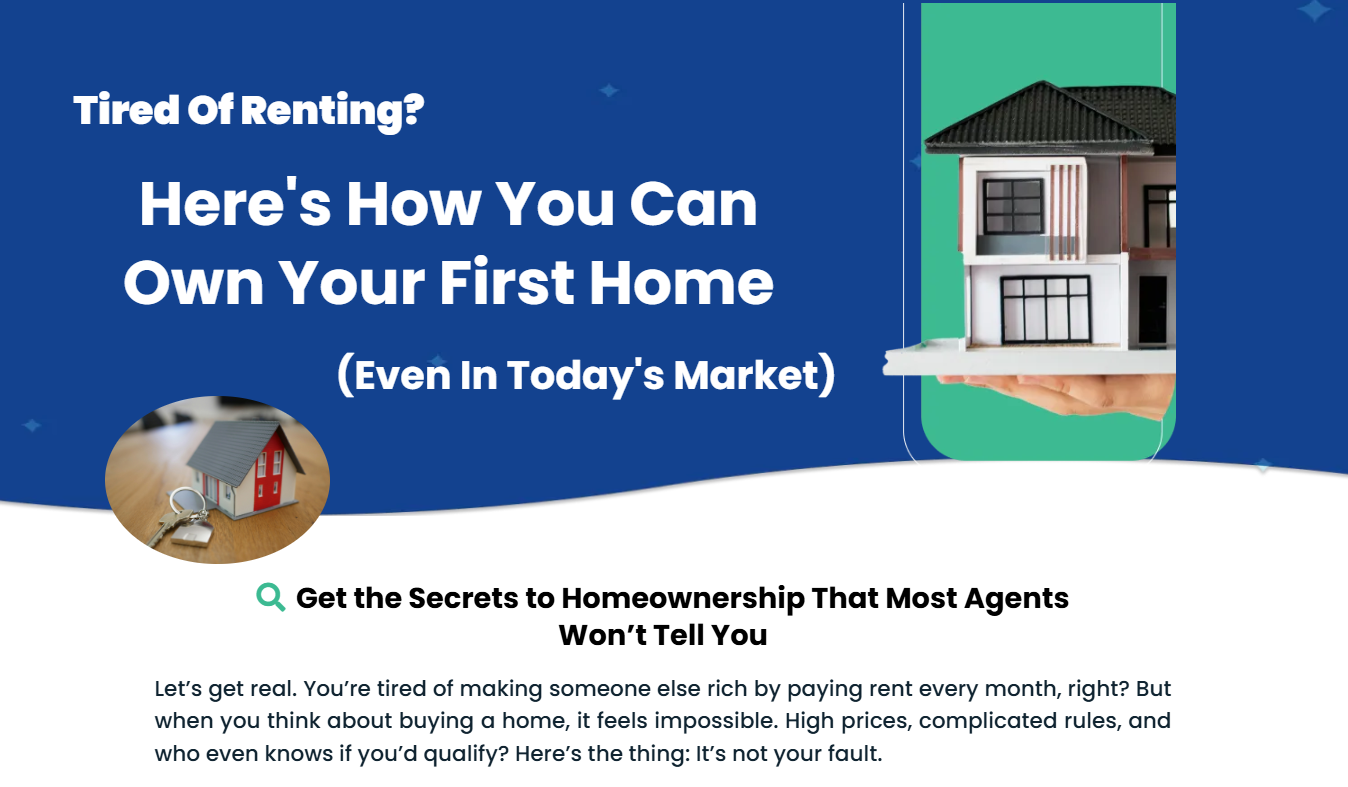 Tired Of Renting?
Here's How You Can
Own Your First Home
(Even In Today's Market)
Get the Secrets to Homeownership That Most Agents
Won’t Tell You
Let’s get real. You’re tired of making someone else rich by paying rent every month, right? But
when you think about buying a home, it feels impossible. High prices, complicated rules, and
who even knows if you’d qualify? Here’s the thing: It’s not your fault.